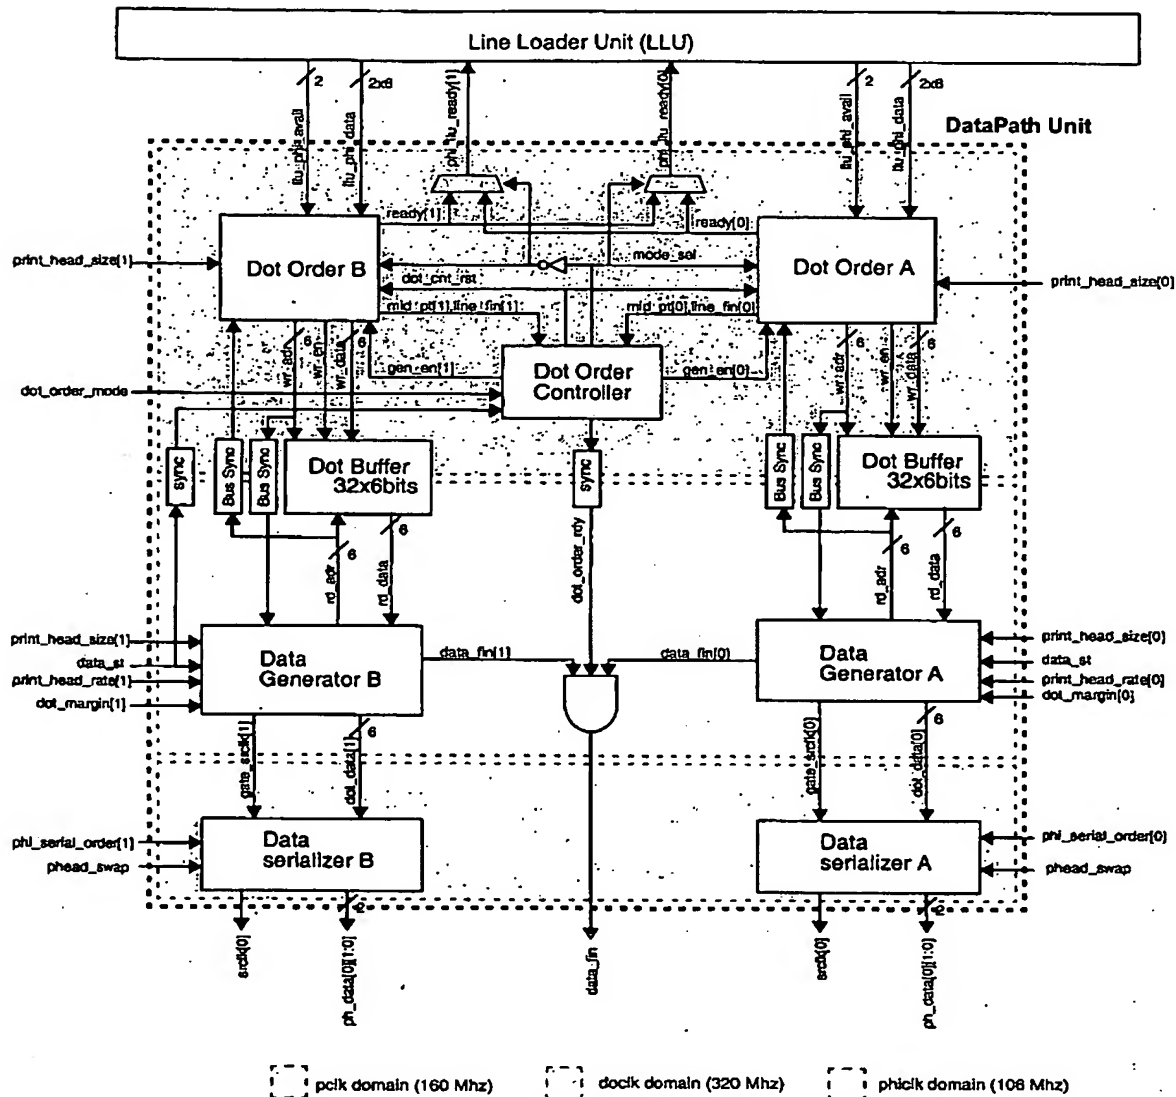 Line Loader Unit (LLU)
2
2x6
2
2x6
llu_phi_avail
llu_phi_data
phi_llu_ready[1]
phi_llu_ready[0]
llu_phi_avail
llu_phi_data
DataPath Unit
ready[1]
ready[0]
print_head_size[1]
Dot Order B
mode_sel
Dot Order A
dot_cnt_rst
print_head_size[0]
mid_pt[1],line_fin[1]
mid_pt[0],line_fin[0]
6
6
6
6
wr_adr
wr_en
wr_data
wr_adr
wr_en
wr_data
gen_en[1]
Dot Order
Controller
gen_en[0]
dot_order_mode
sync
Bus Sync
Bus Sync
Dot Buffer
32x6bits
sync
Bus Sync
Bus Sync
Dot Buffer
32x6bits
6
6
6
6
rd_adr
rd_data
dot_order_rdy
rd_adr
rd_data
print_head_size[1]
data_st
print_head_rate[1]
dot_margin[1]
Data
Generator B
data_fin[1]
data_fin[0]
Data
Generator A
print_head_size[0]
data_st
print_head_rate[0]
dot_margin[0]
6
6
gate_srclk[1]
dot_data[1]
gate_srclk[0]
dot_data[0]
phi_serial_order[1]
phead_swap
Data
serializer B
Data
serializer A
phi_serial_order[0]
phead_swap
2
2
srclk[0]
ph_data[0][1:0]
data_fin
srclk[0]
ph_data[0][1:0]
pclk domain (160 Mhz)
doclk domain (320 Mhz)
phiclk domain (106 Mhz)